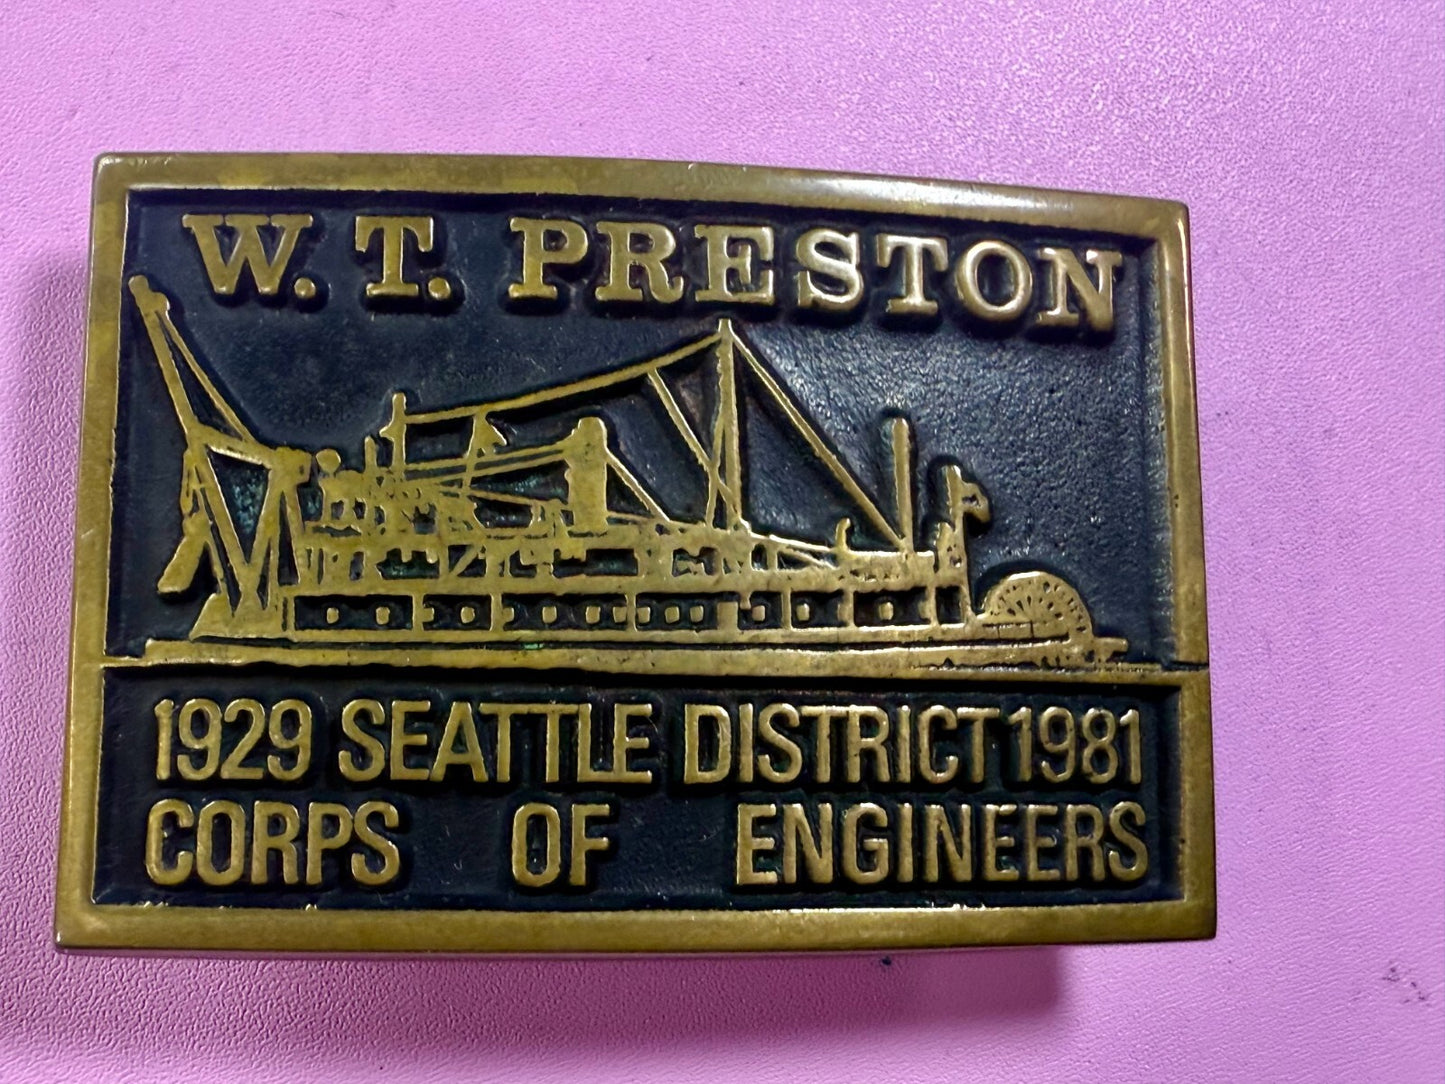 W. T. PRESTON
1929 SEATTLE DISTRICT 1981
CORPS OF ENGINEERS